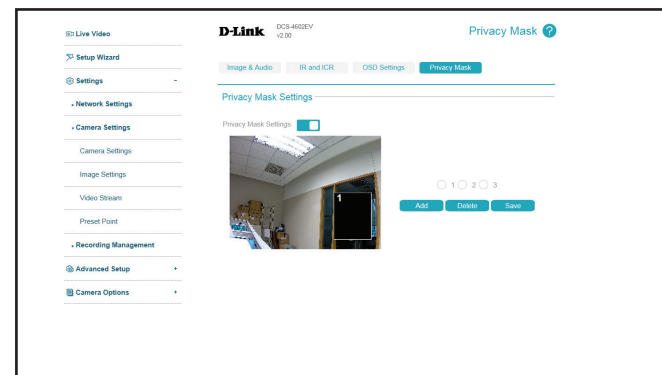 Live Video
Setup Wizard
Settings -
Network Settings
Camera Settings
Camera Settings
Image Settings
Video Stream
Preset Point
Recording Management
Advanced Setup +
Camera Options +
D-Link DCS-4602EV
v2.00
Privacy Mask ?
Image & Audio IR and ICR OSD Settings Privacy Mask
Privacy Mask Settings
Privacy Mask Settings
1
1 2 3
Add Delete Save